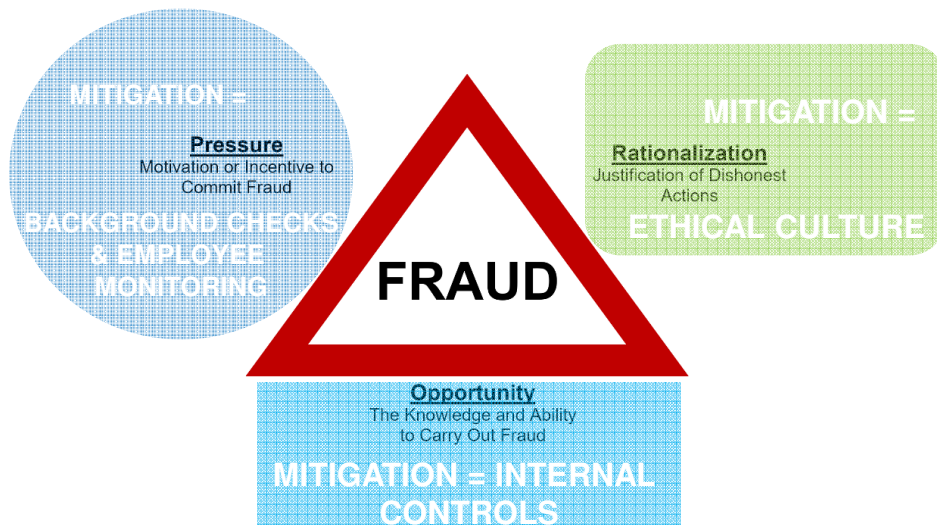 MITIGATION =
Pressure
Motivation or Incentive to
Commit Fraud
BACKGROUND CHECKS
& EMPLOYEE
MONITORING
MITIGATION =
Rationalization
Justification of Dishonest
Actions
ETHICAL CULTURE
FRAUD
Opportunity
The Knowledge and Ability
to Carry Out Fraud
MITIGATION = INTERNAL
CONTROLS